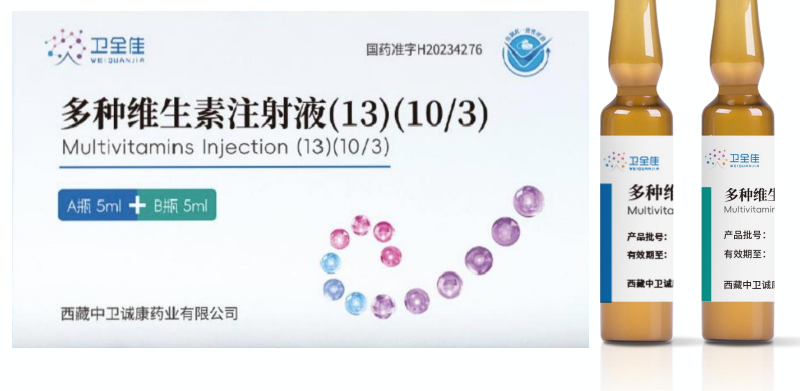 卫全佳
WEIQUANJIA
国药准字H20234276
多种维生素注射液(13)(10/3)
Multivitamins Injection (13)(10/3)
A瓶 5ml + B瓶 5ml
西藏中卫诚康药业有限公司
卫全佳
WEIQUANJIA
多种维
Multivita
产品批号：
有效期至：
西藏中卫诚
卫全佳
WEIQUANJIA
多种维生
Multivitamin
产品批号：
有效期至：
西藏中卫诚康